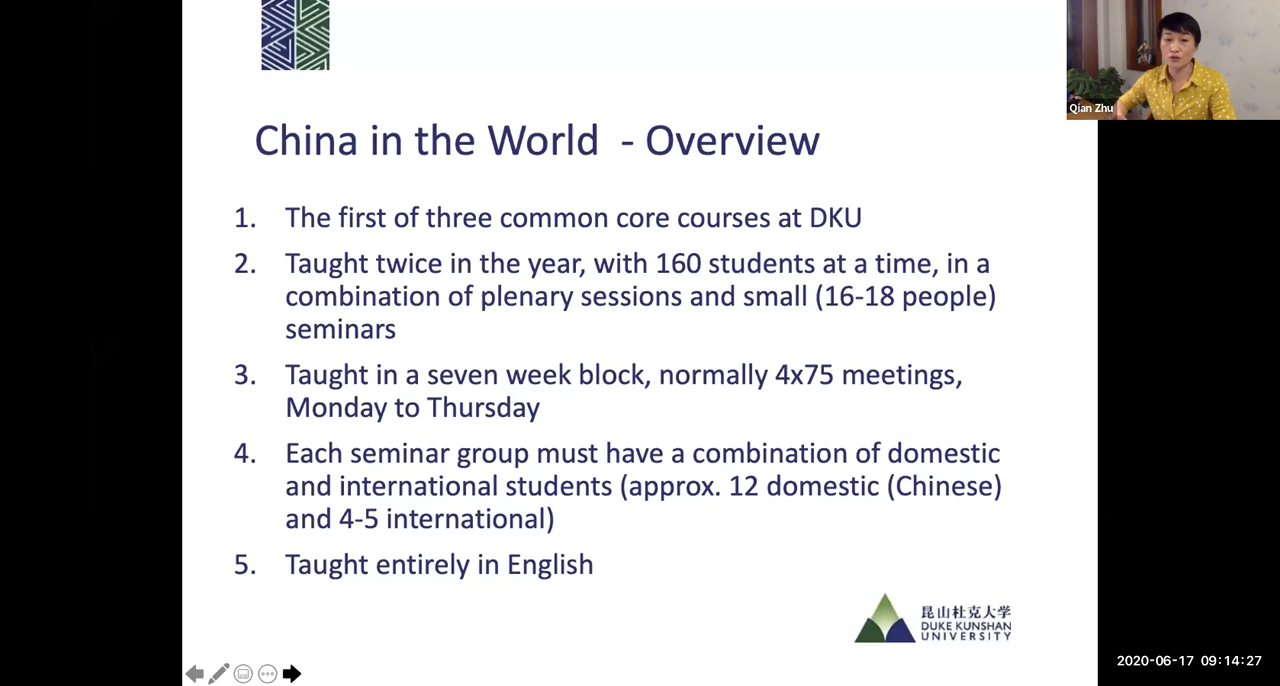 Qian Zhu
China in the World - Overview
1. The first of three common core courses at DKU
2. Taught twice in the year, with 160 students at a time, in a
combination of plenary sessions and small (16-18 people)
seminars
3. Taught in a seven week block, normally 4x75 meetings,
Monday to Thursday
4. Each seminar group must have a combination of domestic
and international students (approx. 12 domestic (Chinese)
and 4-5 international)
5. Taught entirely in English
昆山杜克大学
DUKE KUNSHAN
UNIVERSITY
2020-06-17 09:14:27